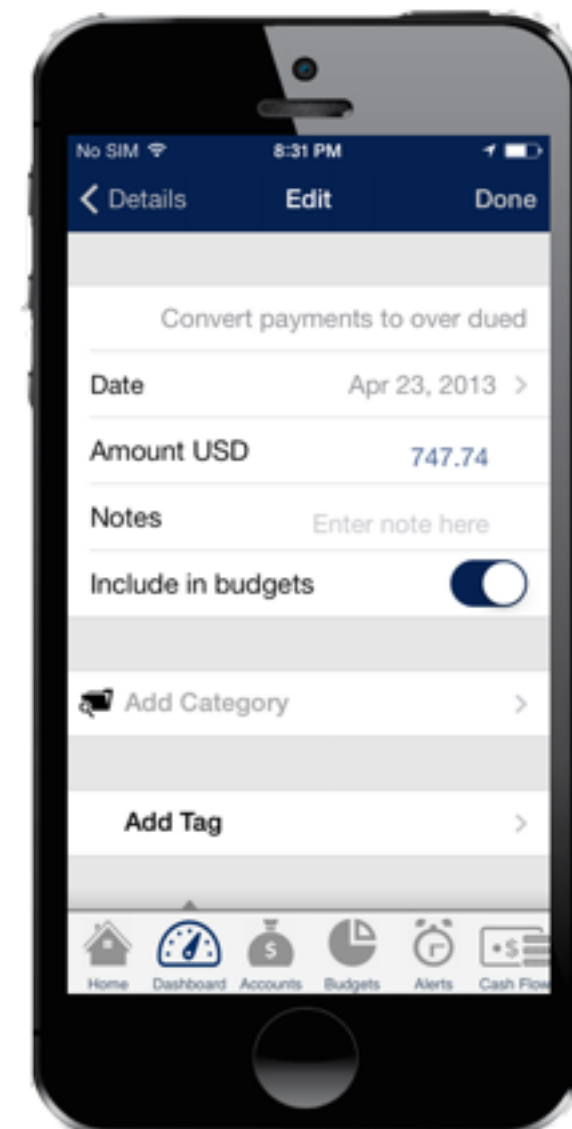 No SIM 8:31 PM
Details Edit Done
Convert payments to over dued
Date Apr 23, 2013
Amount USD 747.74
Notes Enter note here
Include in budgets
Add Category
Add Tag
$ $
Home Dashboard Accounts Budgets Alerts Cash Flow